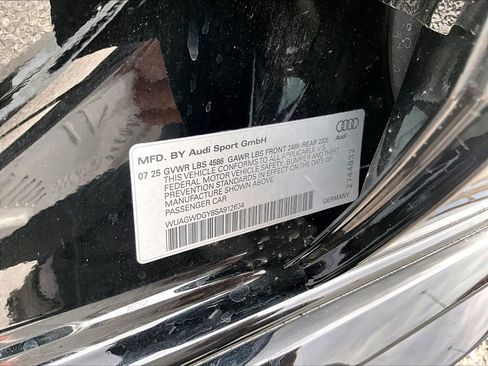 MFD. BY Audi Sport GmbH
07 25 GVWR LBS 4586 GAWR LBS FRONT 2469 /REAR 2326
THIS VEHICLE CONFORMS TO ALL APPLICABLE U.S.
FEDERAL MOTOR VEHICLE SAFETY, BUMPER AND THEFT
PREVENTION STANDARDS IN EFFECT ON THE
DATE OF MANUFACTURE SHOWN ABOVE
PASSENGER CAR
WUAGWDGY8SA912634
GERMANY
2144832